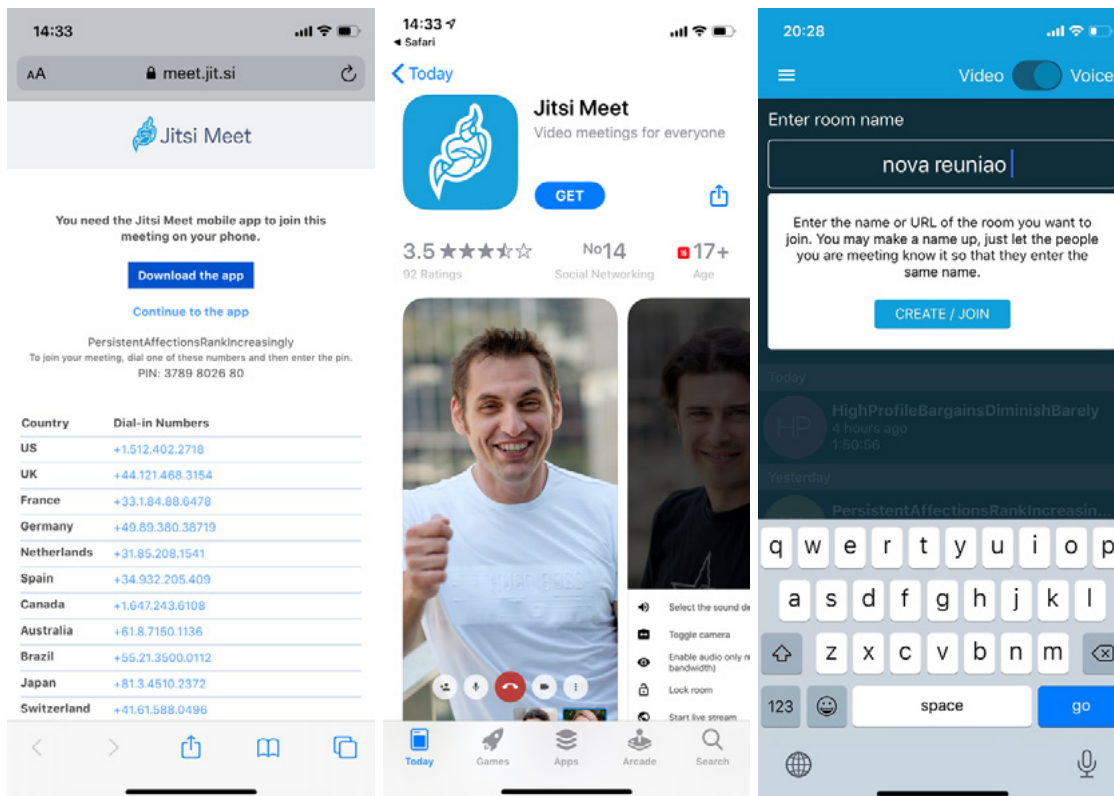 14:33
AA
meet.jit.si
Jitsi Meet
You need the Jitsi Meet mobile app to join this
meeting on your phone.
Download the app
Continue to the app
PersistentAffectionsRankIncreasingly
To join your meeting, dial one of these numbers and then enter the pin.
PIN: 3789 8026 80
Country Dial-in Numbers
US +1.512.402.2718
UK +44.121.468.3154
France +33.1.84.88.6478
Germany +49.89.380.38719
Netherlands +31.85.208.1541
Spain +34.932.205.409
Canada +1.647.243.6108
Australia +61.8.7150.1136
Brazil +55.21.3500.0112
Japan +81.3.4510.2372
Switzerland +41.61.588.0496
14:33
Safari
Today
Jitsi Meet
Video meetings for everyone
GET
3.5 No14 17+
92 Ratings Social Networking Age
Select the sound de
Toggle camera
Enable audio only m
bandwidth)
Lock room
Start live stream
Today Games Apps Arcade Search
20:28
Video Voice
Enter room name
nova reuniao
Enter the name or URL of the room you want to
join. You may make a name up, just let the people
you are meeting know it so that they enter the
same name.
CREATE / JOIN
Today
HP
HighProfileBargainsDiminishBarely
4 hours ago
1:50:56
Yesterday
PersistentAffectionsRankIncreasin...
q w e r t y u i o p
a s d f g h j k l
z x c v b n m
123 space go